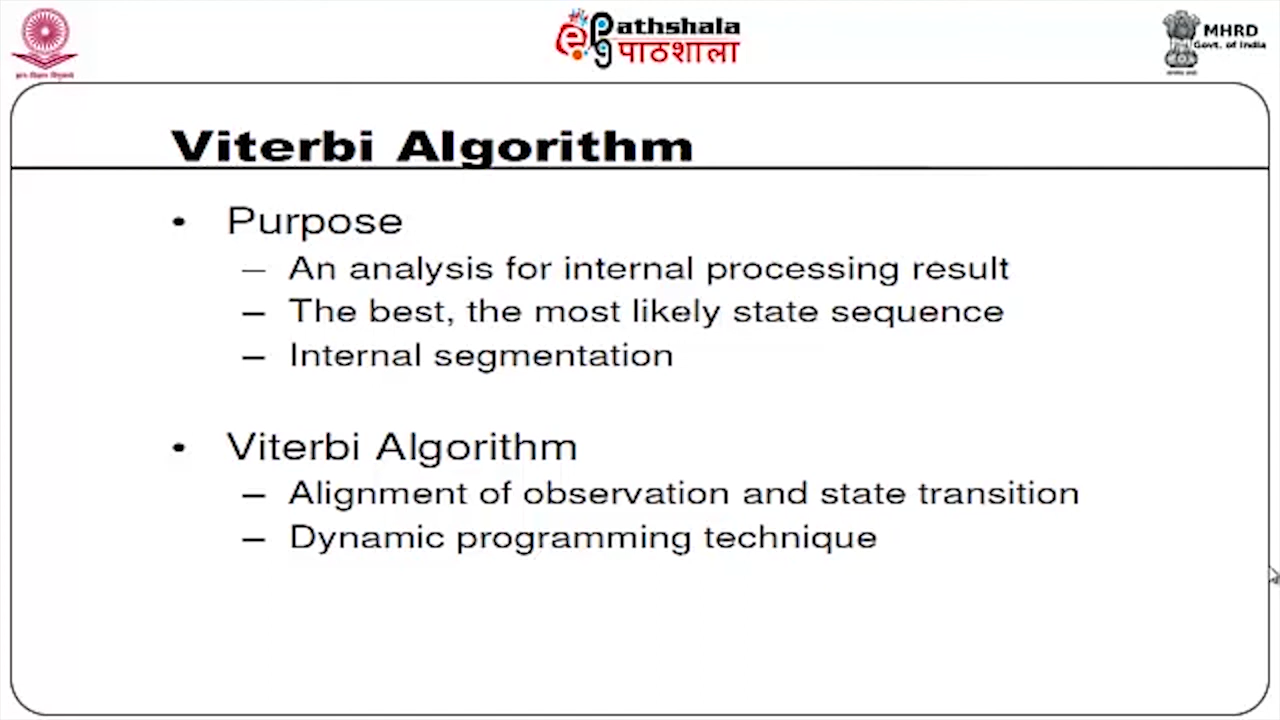 ePathshala
पाठशाला
MHRD
Govt. of India
Viterbi Algorithm
• Purpose
– An analysis for internal processing result
– The best, the most likely state sequence
– Internal segmentation
• Viterbi Algorithm
– Alignment of observation and state transition
– Dynamic programming technique